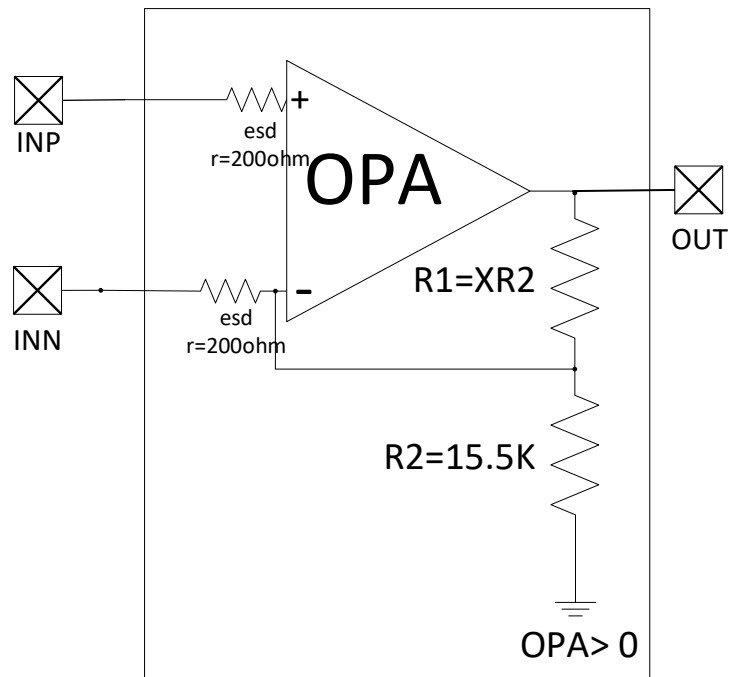 INP
esd
r=200ohm
+
OPA
OUT
R1=XR2
INN
-
esd
r=200ohm
R2=15.5K
OPA> 0